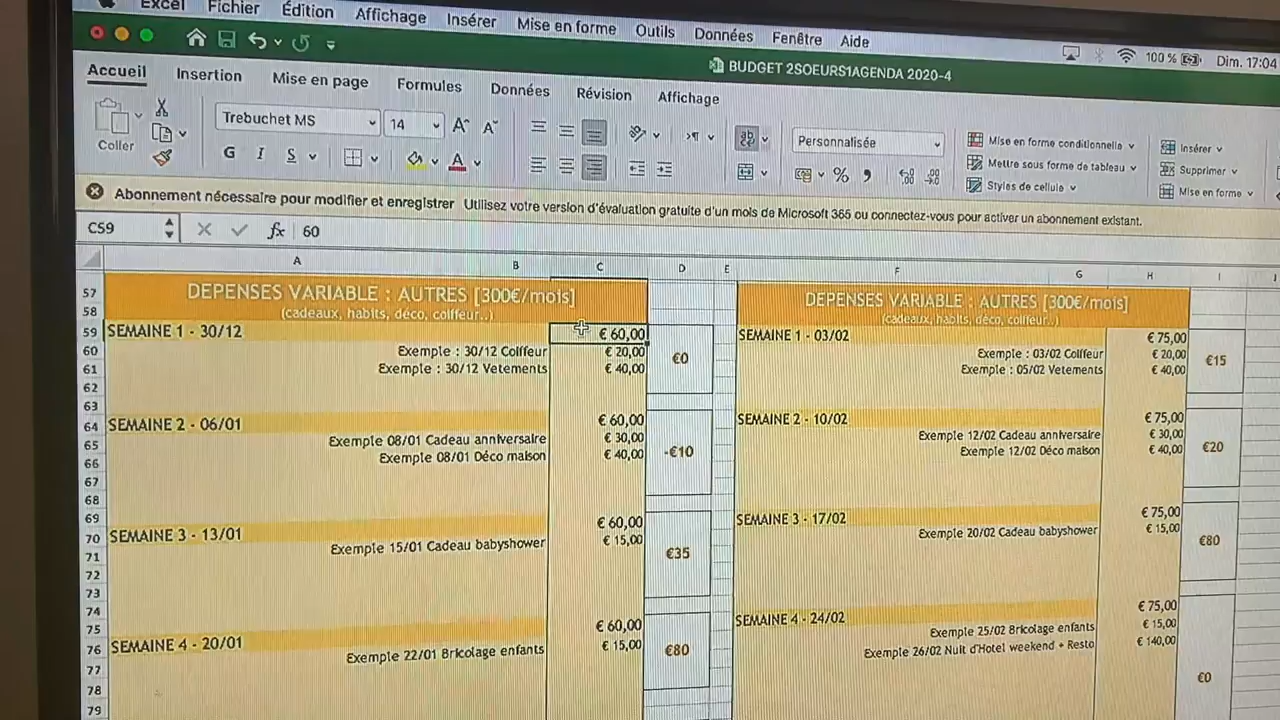 Excel Fichier Édition Affichage Insérer Mise en forme Outils Données Fenêtre Aide
100 % Dim. 17:04
BUDGET 2SOEURS1AGENDA 2020-4
Accueil Insertion Mise en page Formules Données Révision Affichage
Coller
Trebuchet MS 14
G I S
Personnalisée
%
Mise en forme conditionnelle
Mettre sous forme de tableau
Styles de cellule
Insérer
Supprimer
Mise en forme
Abonnement nécessaire pour modifier et enregistrer Utilisez votre version d'évaluation gratuite d'un mois de Microsoft 365 ou connectez-vous pour activer un abonnement existant.
C59 fx 60
A B C D E F G H I
57 DEPENSES VARIABLE : AUTRES [300€/mois] DEPENSES VARIABLE : AUTRES [300€/mois]
58 (cadeaux, habits, déco, coiffeur..) (cadeaux, habits, déco, coiffeur..)
59 SEMAINE 1 - 30/12 € 60,00 SEMAINE 1 - 03/02 € 75,00
60 Exemple : 30/12 Coiffeur € 20,00 €0 Exemple : 03/02 Coiffeur € 20,00 €15
61 Exemple : 30/12 Vetements € 40,00 Exemple : 05/02 Vetements € 40,00
62
63
64 SEMAINE 2 - 06/01 € 60,00 SEMAINE 2 - 10/02 € 75,00
65 Exemple 08/01 Cadeau anniversaire € 30,00 -€10 Exemple 12/02 Cadeau anniversaire € 30,00 €20
66 Exemple 08/01 Déco maison € 40,00 Exemple 12/02 Déco maison € 40,00
67
68
69 € 60,00 SEMAINE 3 - 17/02 € 75,00
70 SEMAINE 3 - 13/01 € 15,00 Exemple 20/02 Cadeau babyshower € 15,00
71 Exemple 15/01 Cadeau babyshower €35 €80
72
73
74 € 75,00
75 € 60,00 SEMAINE 4 - 24/02 € 15,00
76 SEMAINE 4 - 20/01 € 15,00 Exemple 25/02 Bricolage enfants € 140,00
77 Exemple 22/01 Bricolage enfants €80 Exemple 26/02 Nuit d'Hotel weekend + Resto
78 €0
79